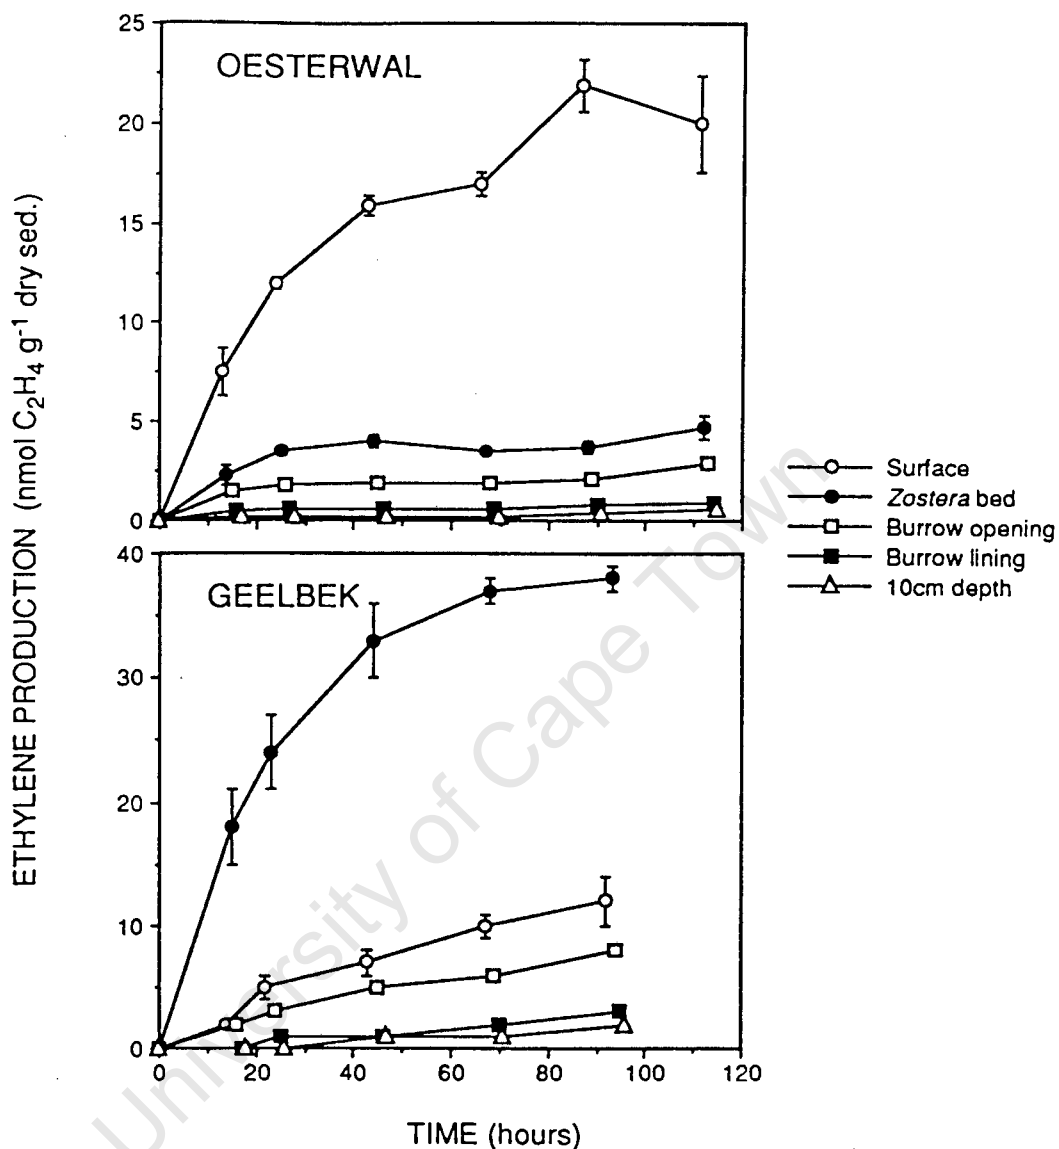 ETHYLENE PRODUCTION (nmol C₂H₄ g⁻¹ dry sed.)
OESTERWAL
25
20
15
10
5
0
GEELBEK
40
30
20
10
0
0 20 40 60 80 100 120
TIME (hours)
Surface
Zostera bed
Burrow opening
Burrow lining
10cm depth
University of Cape Town